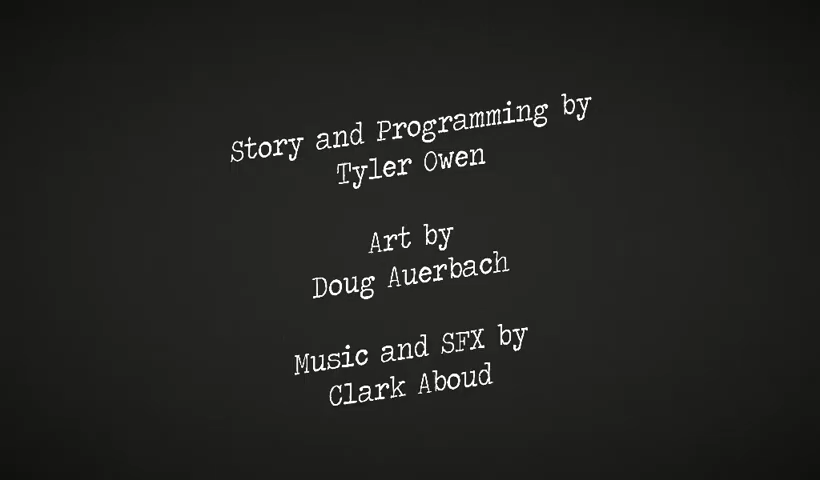 Story and Programming by
Tyler Owen
Art by
Doug Auerbach
Music and SFX by
Clark Aboud